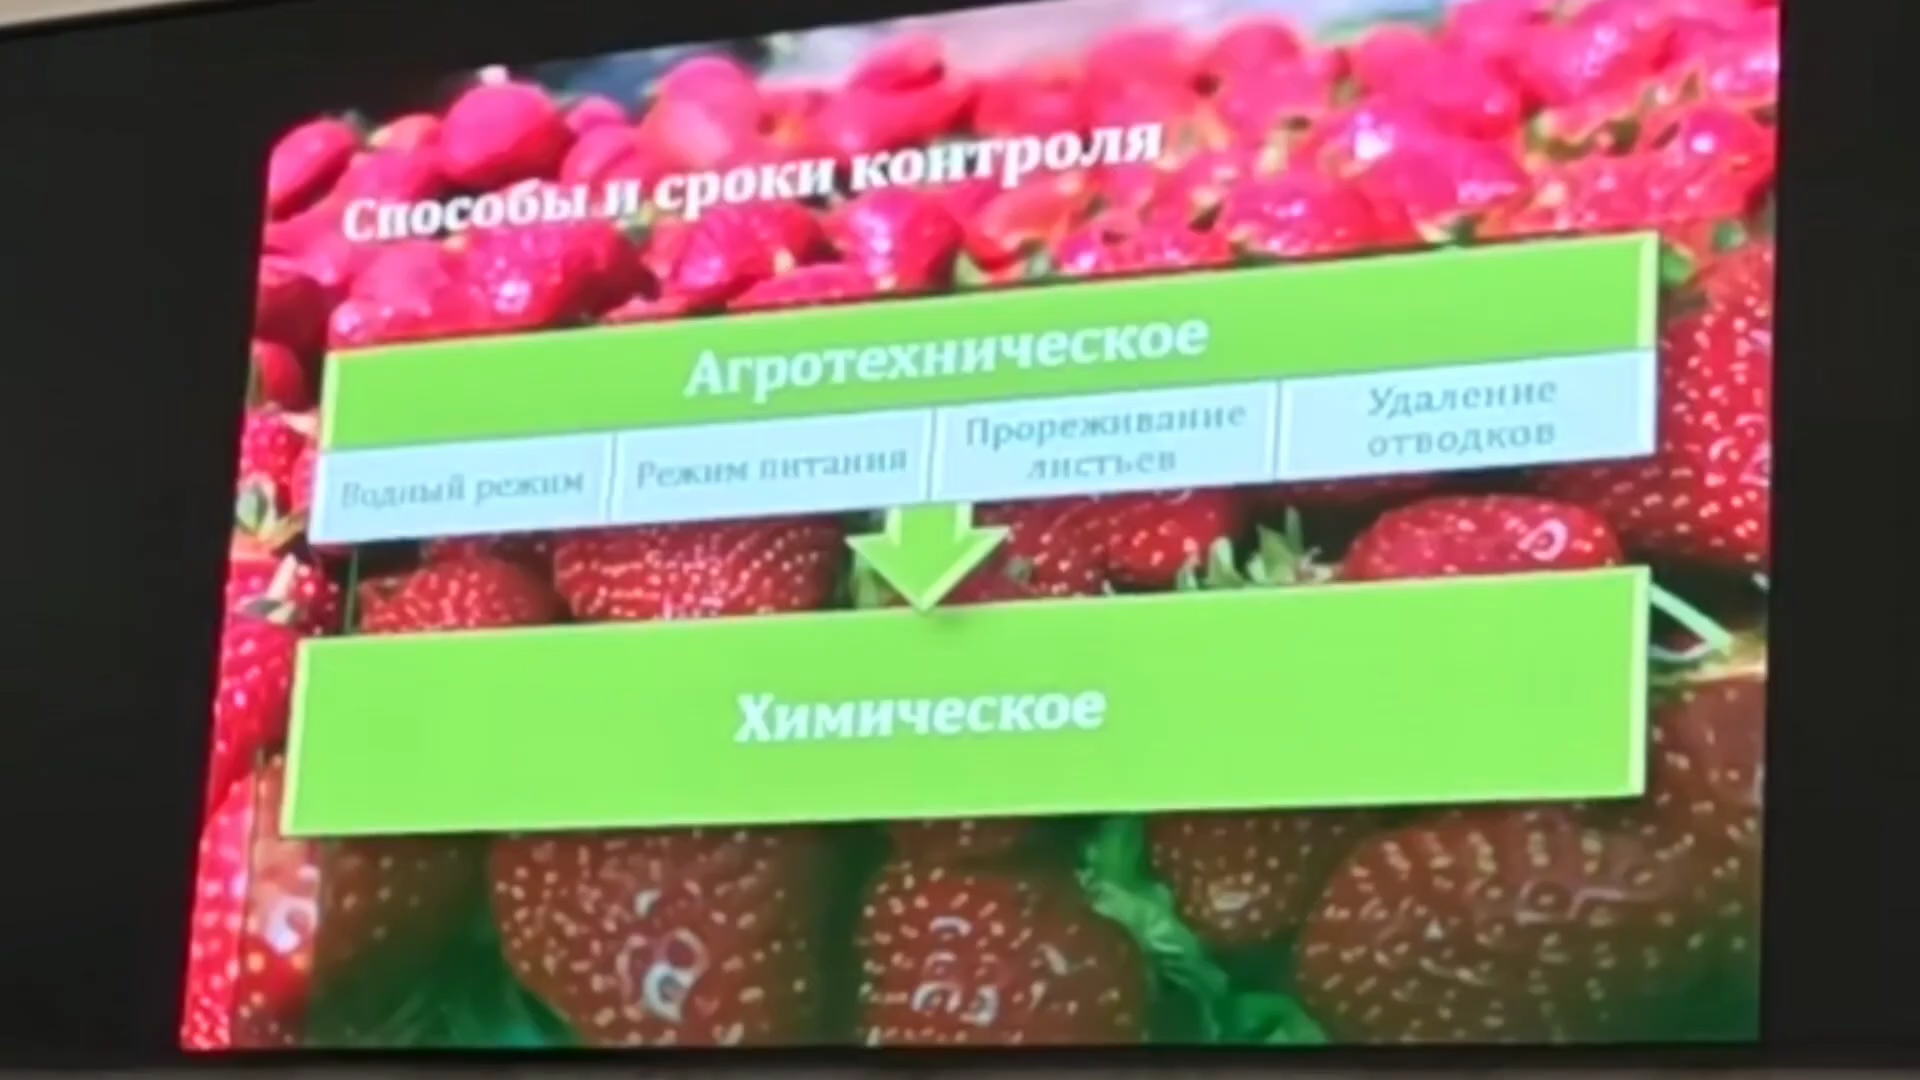 Способы и сроки контроля
Агротехническое
Водный режим
Режим питания
Прореживание
листьев
Удаление
отводков
Химическое